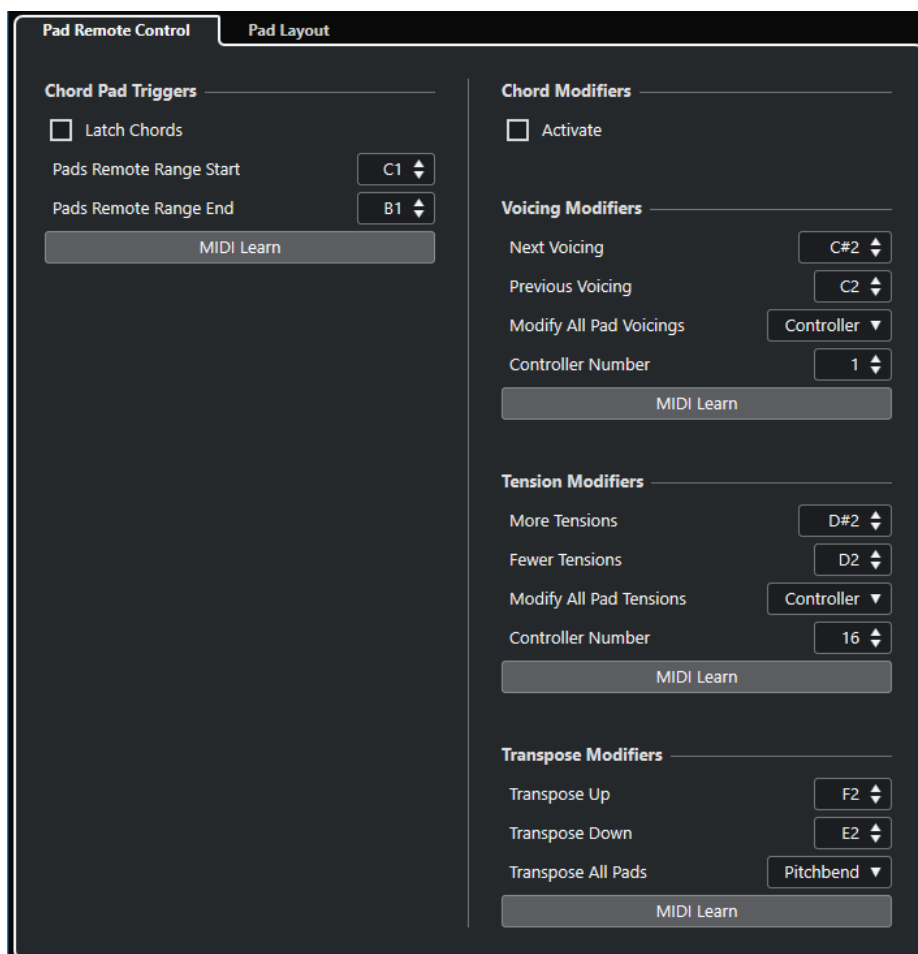 Pad Remote Control
Pad Layout
Chord Pad Triggers
Latch Chords
Pads Remote Range Start C1
Pads Remote Range End B1
MIDI Learn
Chord Modifiers
Activate
Voicing Modifiers
Next Voicing C#2
Previous Voicing C2
Modify All Pad Voicings Controller
Controller Number 1
MIDI Learn
Tension Modifiers
More Tensions D#2
Fewer Tensions D2
Modify All Pad Tensions Controller
Controller Number 16
MIDI Learn
Transpose Modifiers
Transpose Up F2
Transpose Down E2
Transpose All Pads Pitchbend
MIDI Learn